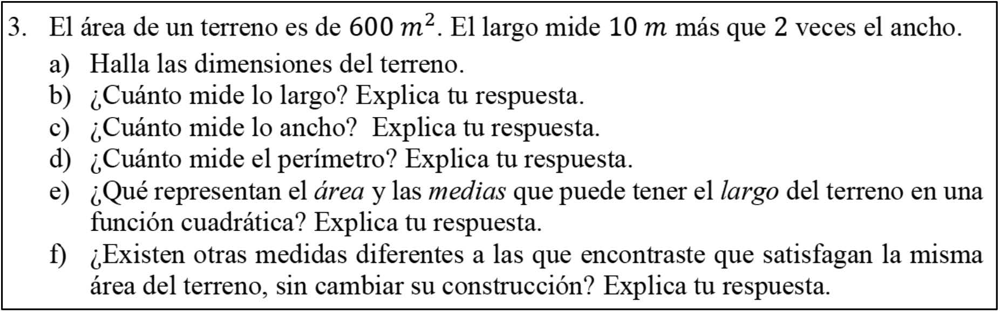 3. El área de un terreno es de 600 m². El largo mide 10 m más que 2 veces el ancho.
a) Halla las dimensiones del terreno.
b) ¿Cuánto mide lo largo? Explica tu respuesta.
c) ¿Cuánto mide lo ancho? Explica tu respuesta.
d) ¿Cuánto mide el perímetro? Explica tu respuesta.
e) ¿Qué representan el área y las medias que puede tener el largo del terreno en una
función cuadrática? Explica tu respuesta.
f) ¿Existen otras medidas diferentes a las que encontraste que satisfagan la misma
área del terreno, sin cambiar su construcción? Explica tu respuesta.